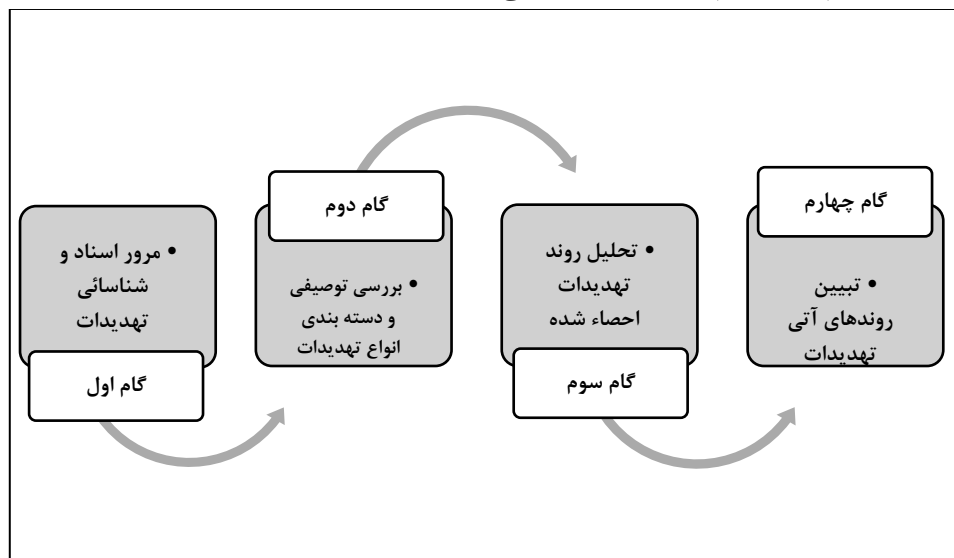 • مرور اسناد و
شناسائی
تهدیدات
گام اول
گام دوم
• بررسی توصیفی
و دسته بندی
انواع تهدیدات
• تحلیل روند
تهدیدات
احصاء شده
گام سوم
گام چهارم
• تبیین
روندهای آتی
تهدیدات